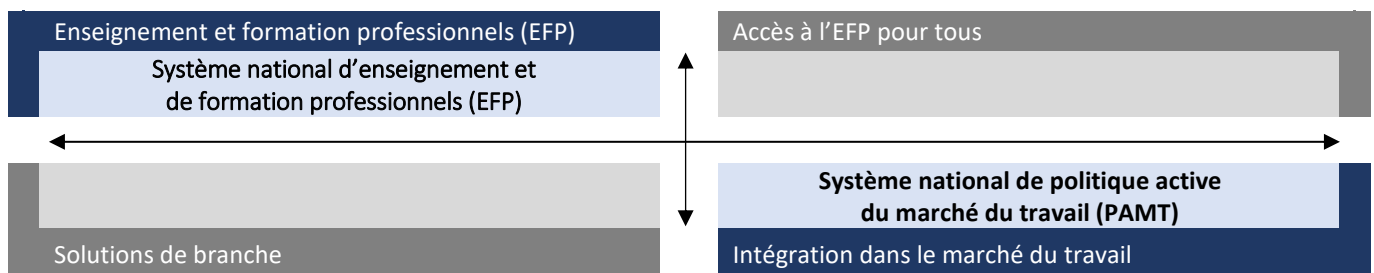 Enseignement et formation professionnels (EFP)
Système national d’enseignement et
de formation professionnels (EFP)
Accès à l’EFP pour tous
Solutions de branche
Système national de politique active
du marché du travail (PAMT)
Intégration dans le marché du travail